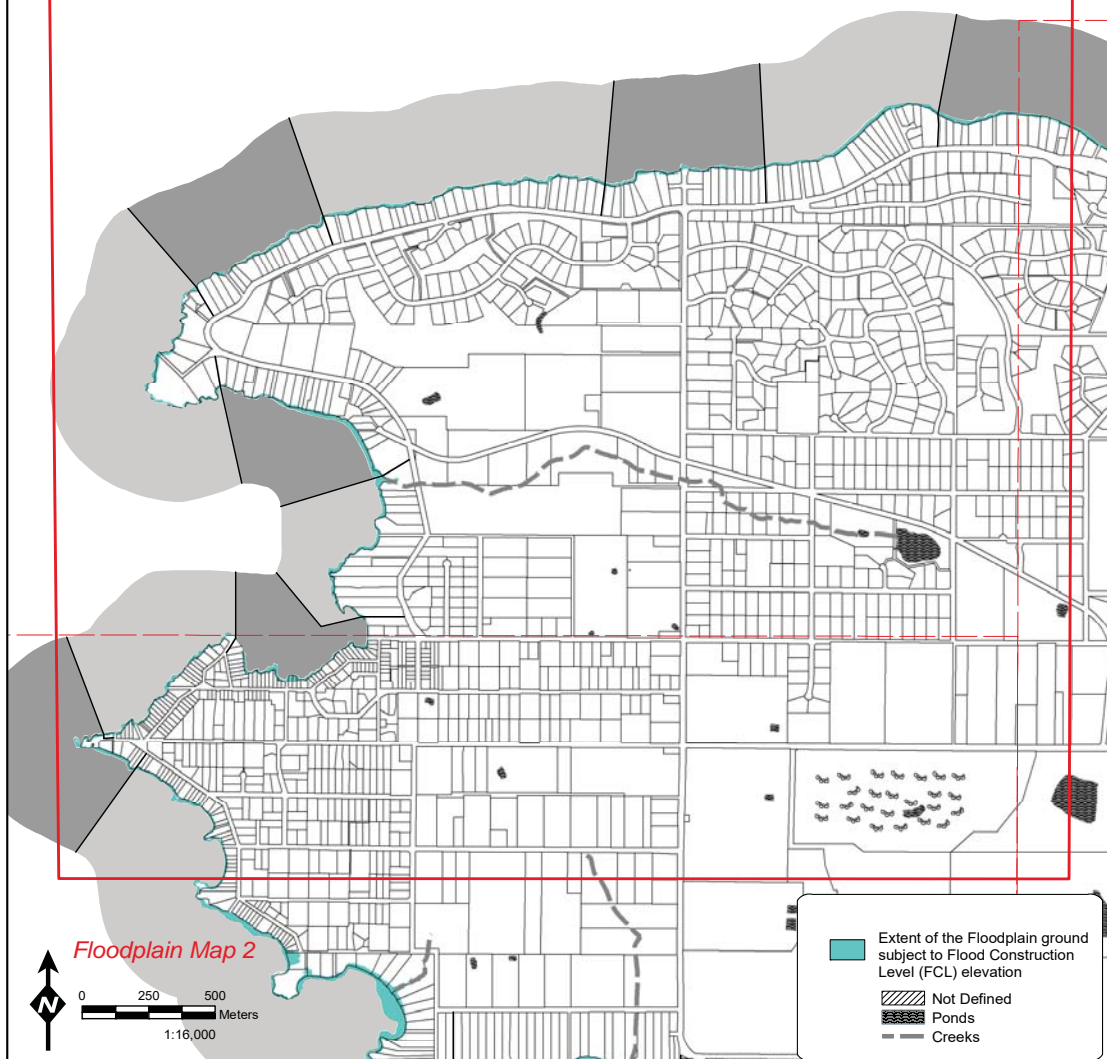 Floodplain Map 2
N
0 250 500
Meters
1:16,000
Extent of the Floodplain ground
subject to Flood Construction
Level (FCL) elevation
Not Defined
Ponds
Creeks